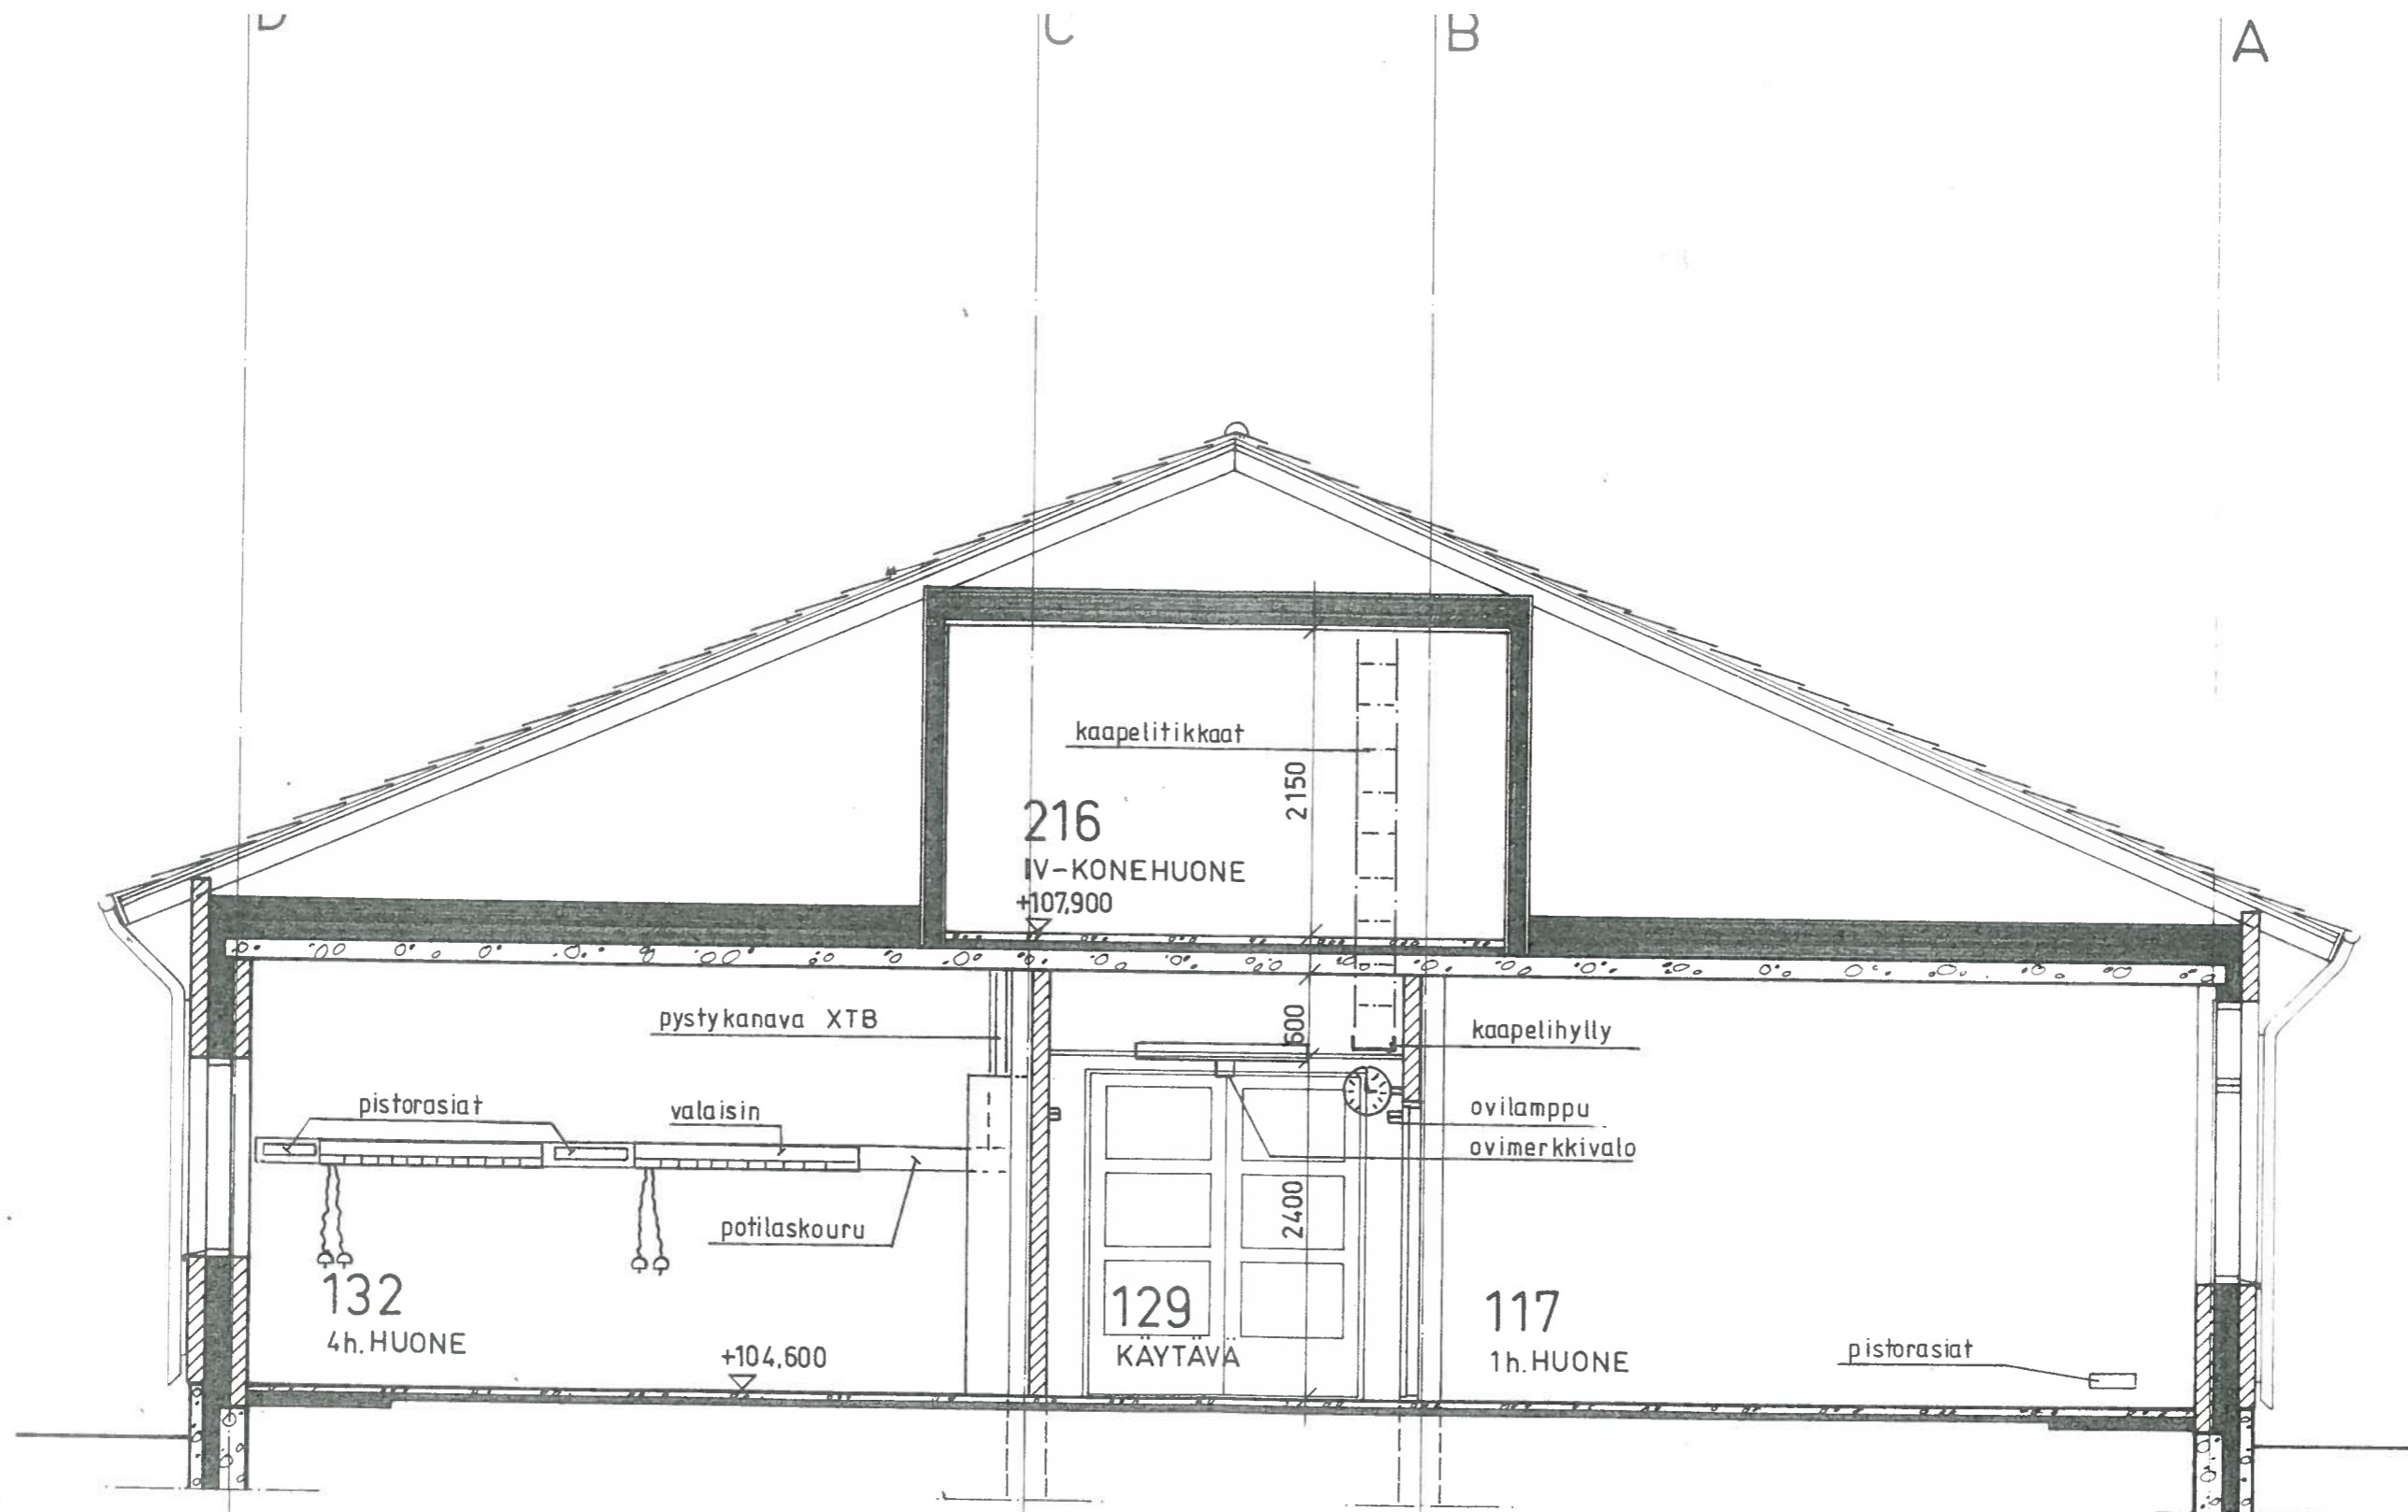 D
C
B
A
kaapelitikkaat
2150
216
IV-KONEHUONE
+107,900
pystykanava XTB
600
kaapelihylly
pistorasiat
valaisin
ovilamppu
ovimerkkivalo
potilaskouru
2400
132
4h. HUONE
+104,600
129
KÄYTÄVÄ
117
1h. HUONE
pistorasiat